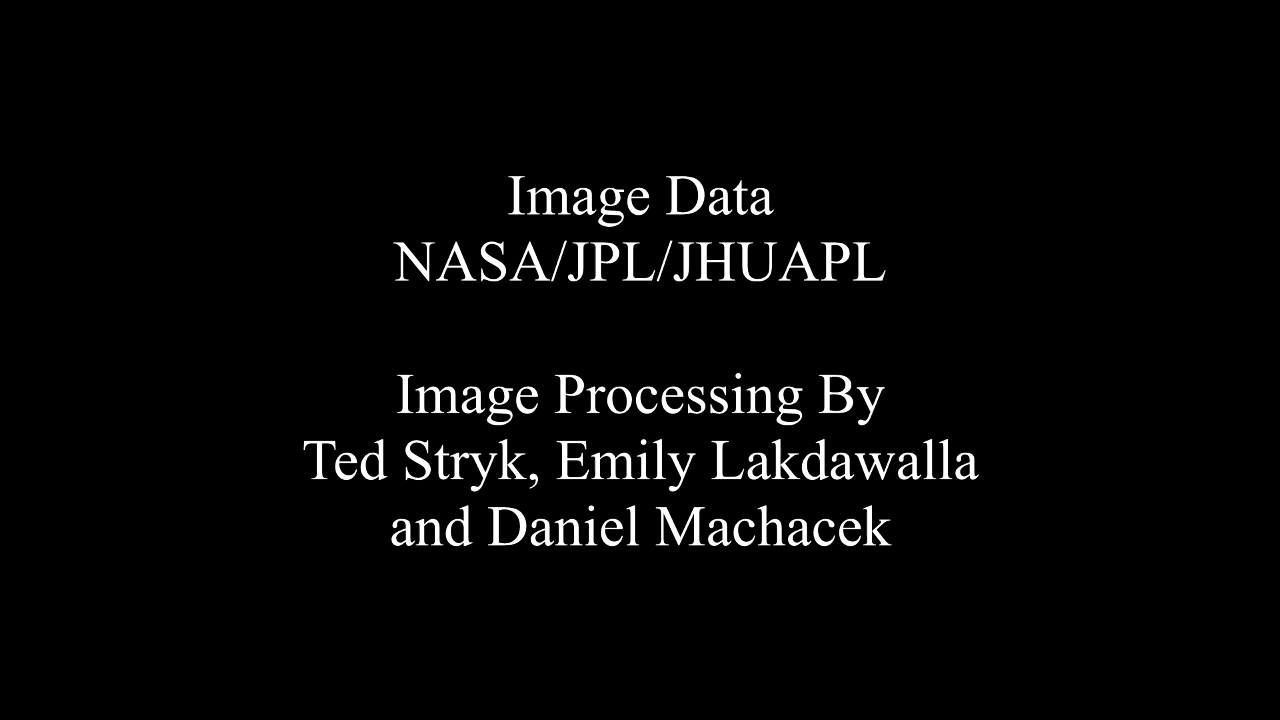 Image Data
NASA/JPL/JHUAPL
Image Processing By
Ted Stryk, Emily Lakdawalla
and Daniel Machacek